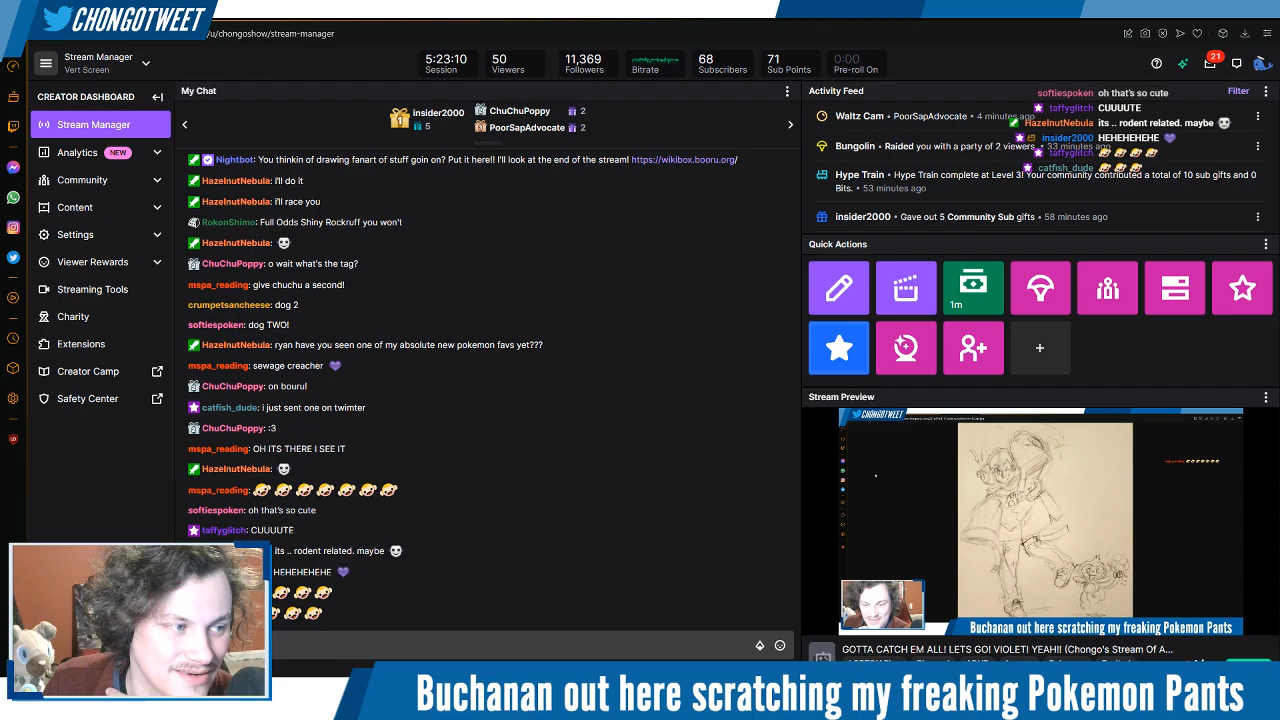 CHONGOTWEET
/u/chongoshow/stream-manager
Stream Manager
Vert Screen
5:23:10
Session
50
Viewers
11,369
Followers
Bitrate
68
Subscribers
71
Sub Points
0:00
Pre-roll On
21
CREATOR DASHBOARD
Stream Manager
Analytics NEW
Community
Content
Settings
Viewer Rewards
Streaming Tools
Charity
Extensions
Creator Camp
Safety Center
My Chat
insider2000
5
ChuChuPoppy 2
PoorSapAdvocate 2
Nightbot: You thinkin of drawing fanart of stuff goin on? Put it here!! I'll look at the end of the stream! https://wikibox.booru.org/
HazelnutNebula: i'll do it
HazelnutNebula: i'll race you
RokonShimo: Full Odds Shiny Rockruff you won't
HazelnutNebula:
ChuChuPoppy: o wait what's the tag?
mspa_reading: give chuchu a second!
crumpetsancheese: dog 2
softiespoken: dog TWO!
HazelnutNebula: ryan have you seen one of my absolute new pokemon favs yet???
mspa_reading: sewage creacher
ChuChuPoppy: on bouru!
catfish_dude: i just sent one on twimter
ChuChuPoppy: :3
mspa_reading: OH ITS THERE I SEE IT
HazelnutNebula:
mspa_reading:
softiespoken: oh that's so cute
taffyglitch: CUUUUTE
its .. rodent related. maybe
HEHEHEHEHE
Activity Feed
Filter
softiespoken oh that's so cute
taffyglitch CUUUUTE
HazelnutNebula its .. rodent related. maybe
insider2000 HEHEHEHEHE
taffyglitch
catfish_dude
Waltz Cam • PoorSapAdvocate • 4 minutes ago
Bungolin • Raided you with a party of 2 viewers • 33 minutes ago
Hype Train • Hype Train complete at Level 3! Your community contributed a total of 10 sub gifts and 0
Bits. • 53 minutes ago
insider2000 • Gave out 5 Community Sub gifts • 58 minutes ago
Quick Actions
1m
Stream Preview
CHONGOTWEET
Buchanan out here scratching my freaking Pokemon Pants
GOTTA CATCH EM ALL! LETS GO! VIOLET! YEAH!! (Chongo's Stream Of A...
Buchanan out here scratching my freaking Pokemon Pants